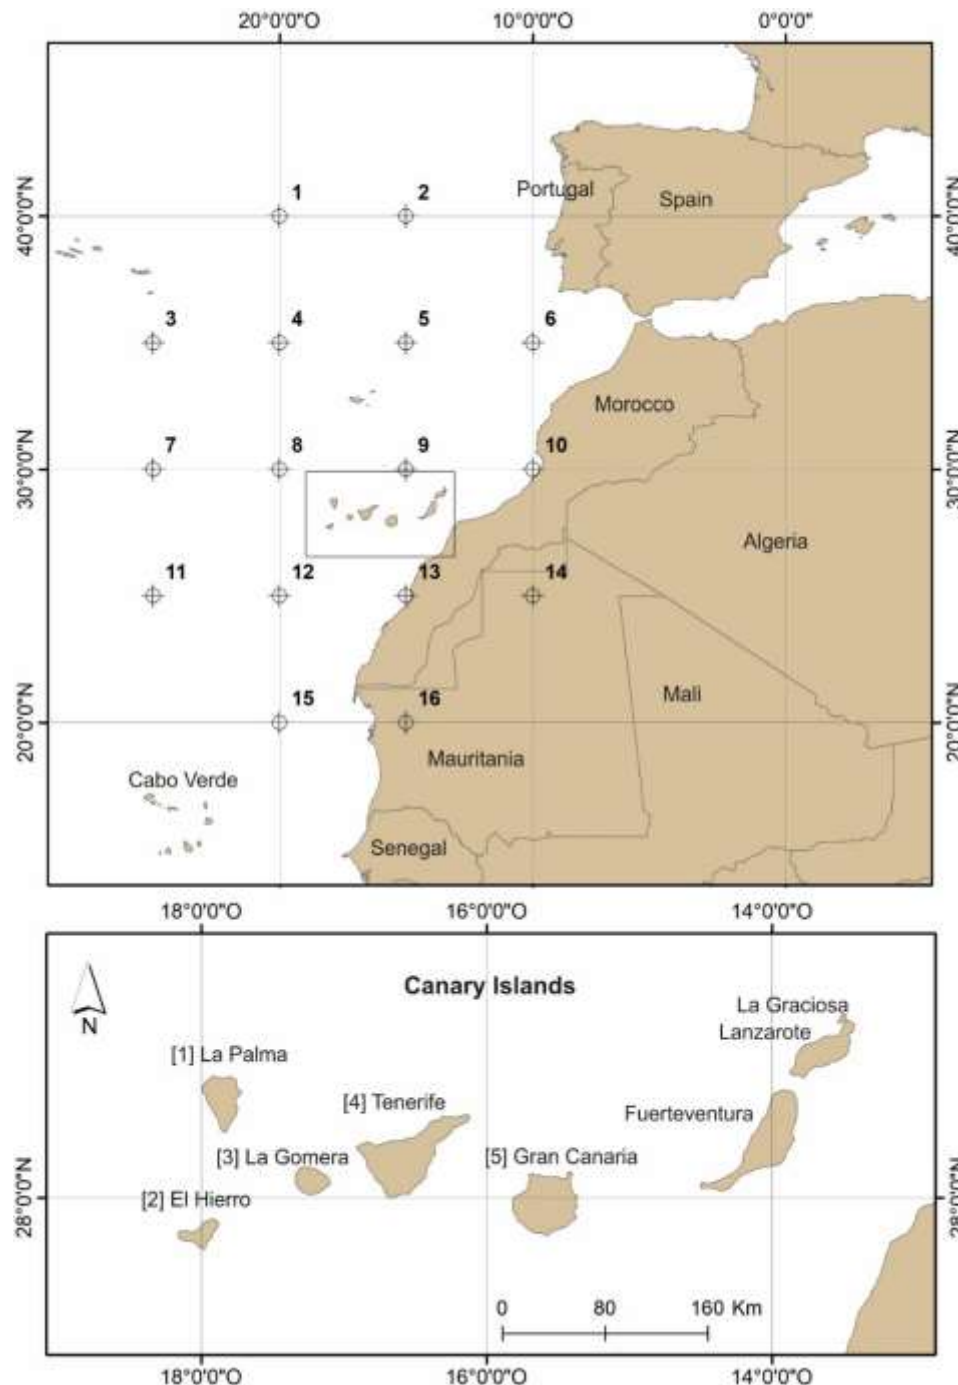 20°0'0"O 10°0'0"O 0°0'0"
1 2
Portugal
Spain
40°0'0"N 40°0'0"N
3 4 5 6
Morocco
7 8 9 10
30°0'0"N 30°0'0"N
Algeria
11 12 13 14
15 16
Mali
20°0'0"N 20°0'0"N
Mauritania
Cabo Verde
Senegal
18°0'0"O 16°0'0"O 14°0'0"O
Canary Islands
N
La Graciosa
Lanzarote
[1] La Palma
[4] Tenerife
Fuerteventura
[3] La Gomera
[5] Gran Canaria
[2] El Hierro
28°0'0"N 28°0'0"N
0 80 160 Km
18°0'0"O 16°0'0"O 14°0'0"O